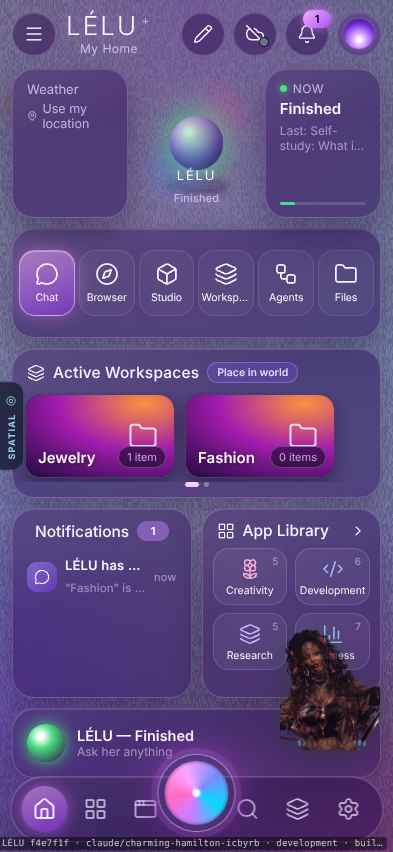 LÉLU +
My Home
1
Weather
Use my
location
LÉLU
Finished
NOW
Finished
Last: Self-
study: What i...
Chat
Browser
Studio
Worksp...
Agents
Files
Active Workspaces
Place in world
SPATIAL
Jewelry
1 item
Fashion
0 items
Notifications
1
LÉLU has ...
now
“Fashion” is ...
App Library
5
Creativity
6
Development
5
Research
7
LÉLU — Finished
Ask her anything
LÉLU f4e7f1f · claude/charming-hamilton-icbyrb · development · buil…